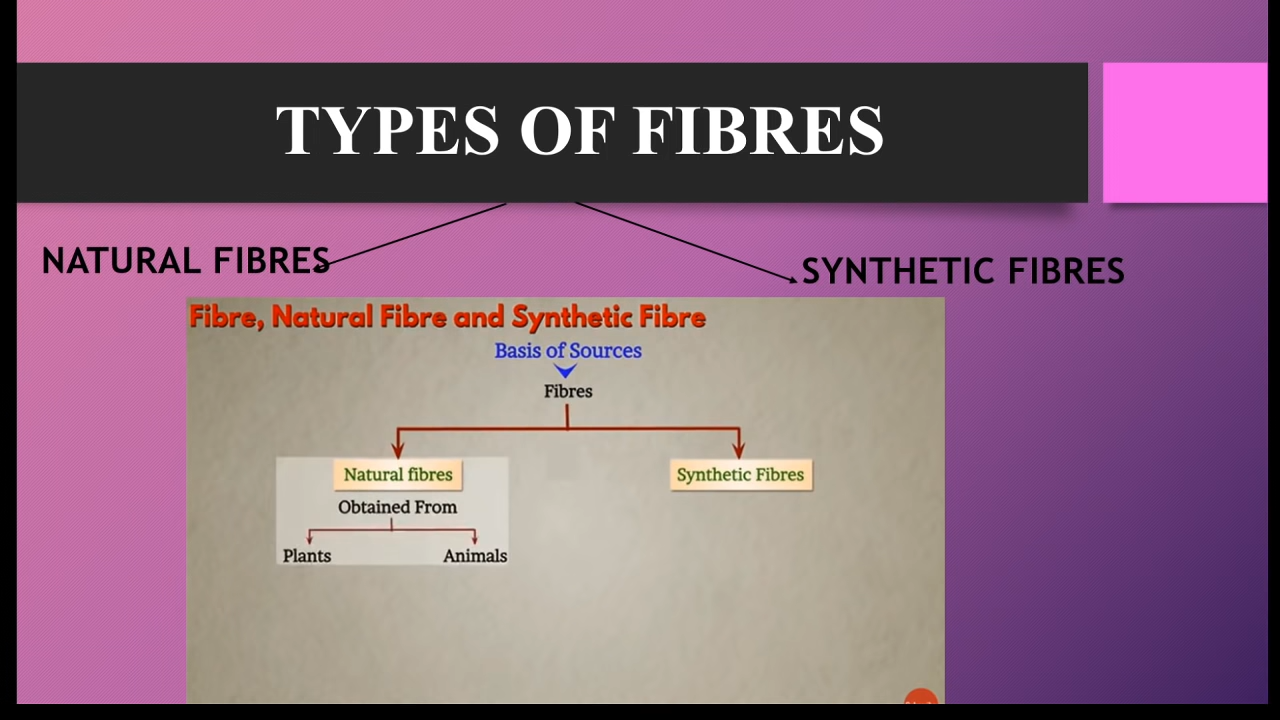 TYPES OF FIBRES
NATURAL FIBRES
SYNTHETIC FIBRES
Fibre, Natural Fibre and Synthetic Fibre
Basis of Sources
Fibres
Natural fibres
Synthetic Fibres
Obtained From
Plants
Animals